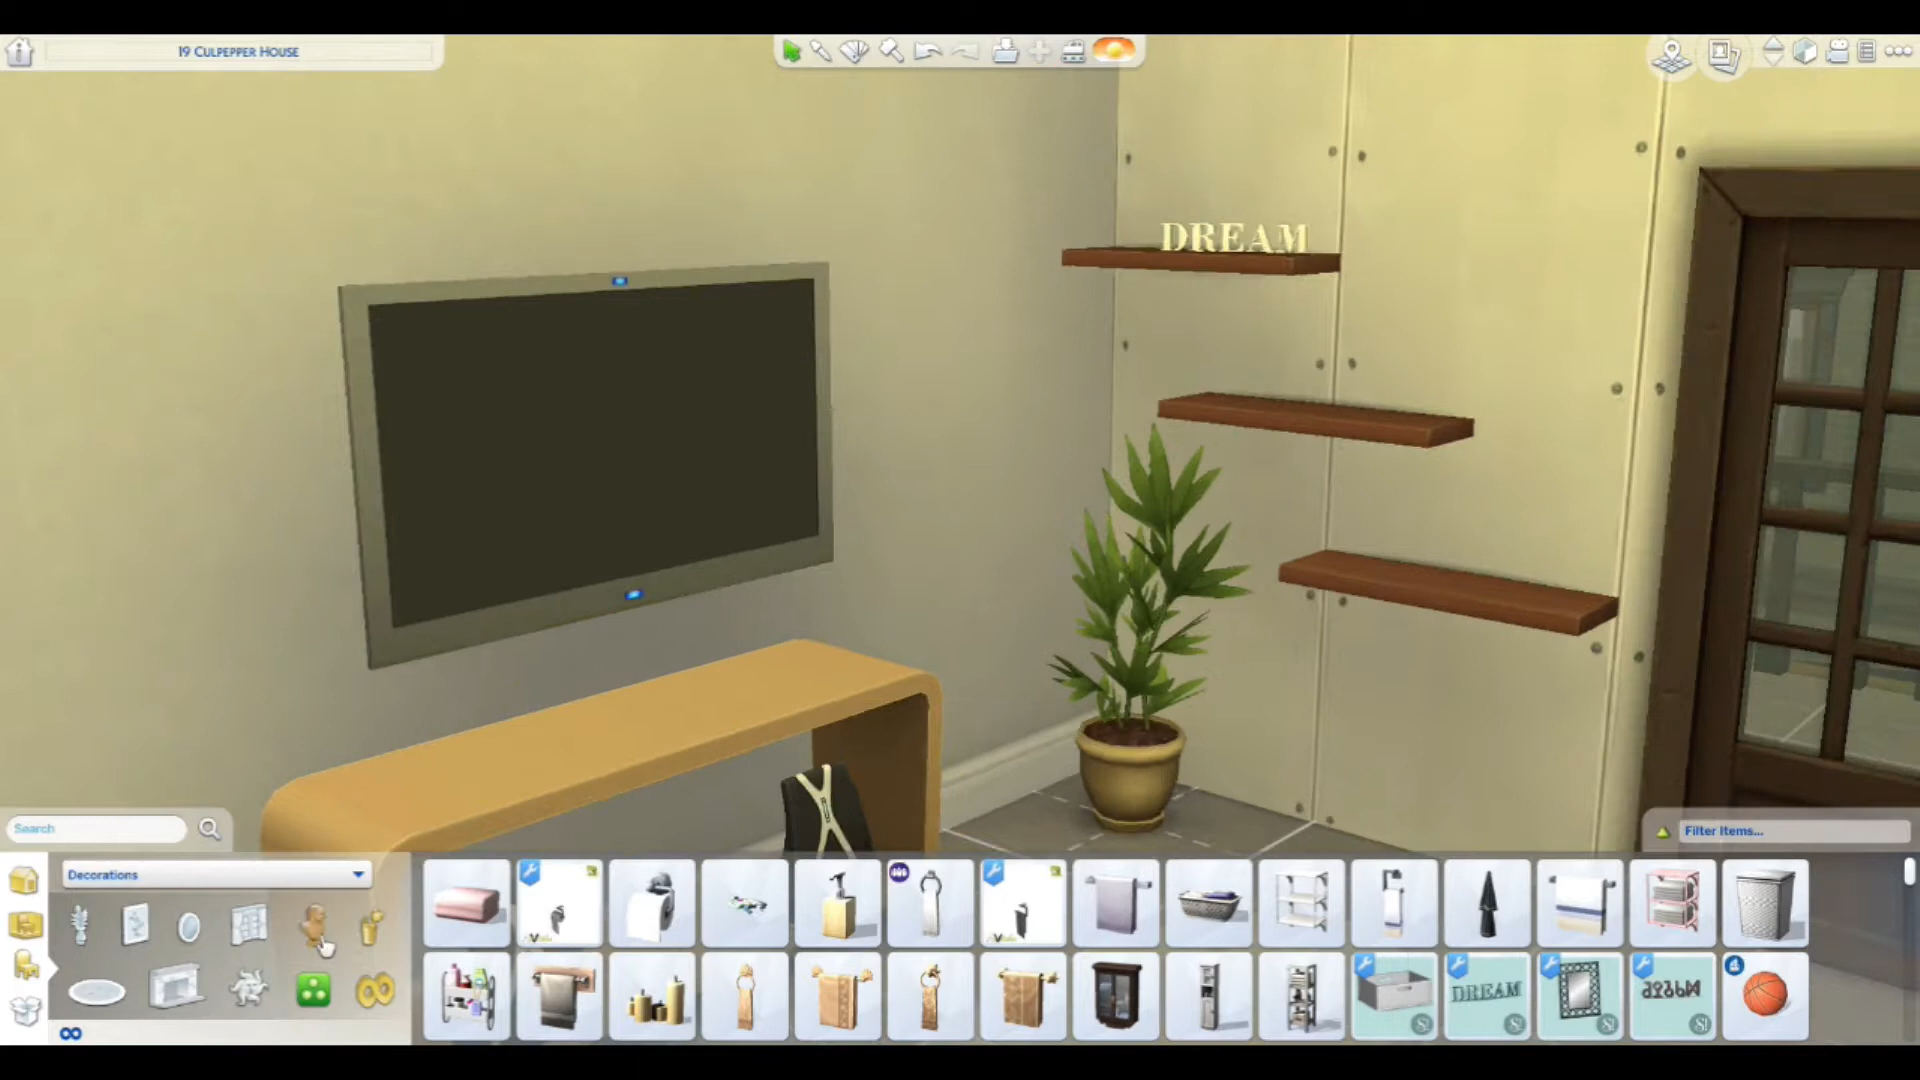 19 CULPEPPER HOUSE
DREAM
Search
Filter Items...
Decorations
DREAM